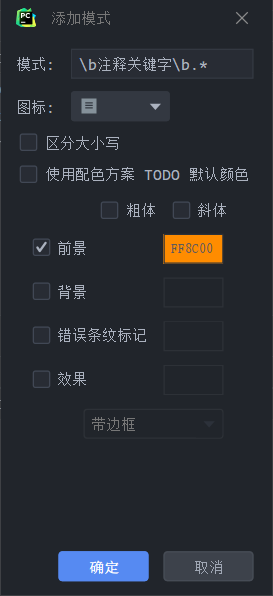 PC 添加模式
模式: \b注释关键字\b.*
图标:
区分大小写
使用配色方案 TODO 默认颜色
粗体 斜体
前景 FF8C00
背景
错误条纹标记
效果
带边框
确定 取消